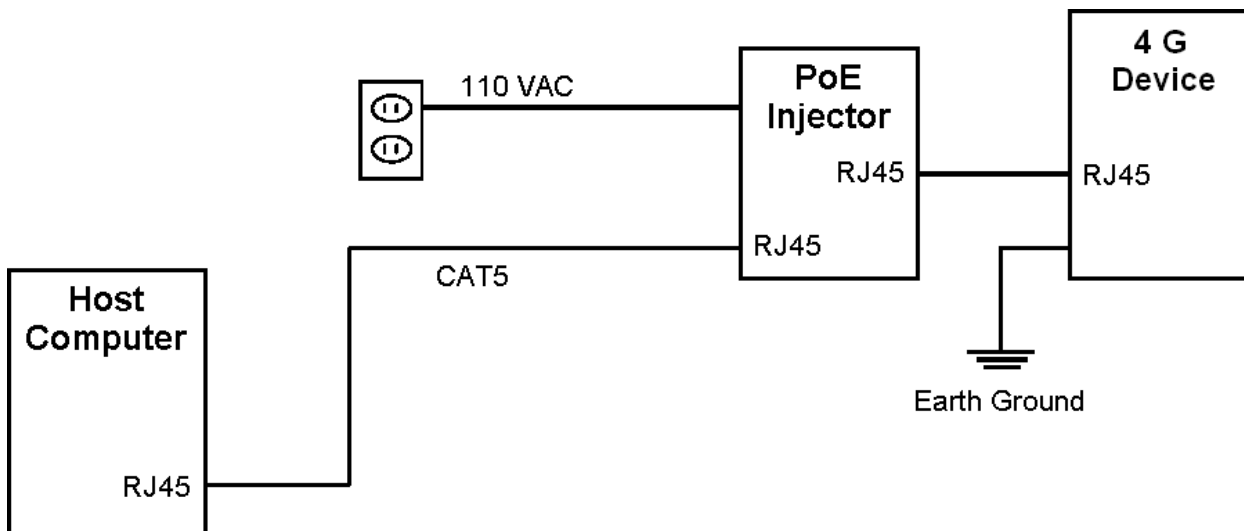 4 G
Device
PoE
Injector
110 VAC
RJ45
RJ45
RJ45
CAT5
Host
Computer
Earth Ground
RJ45